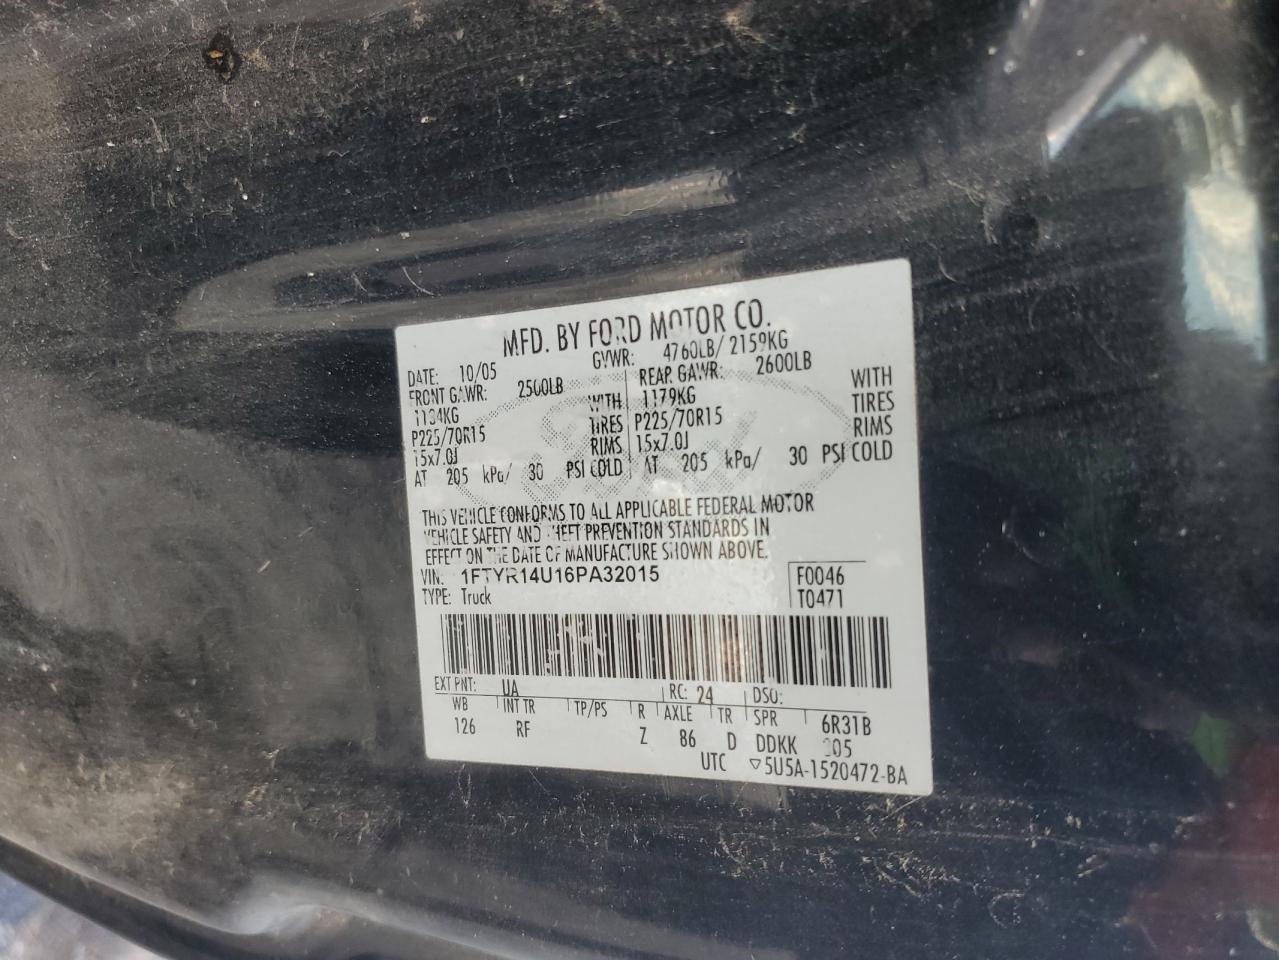 MFD. BY FORD MOTOR CO.
DATE: 10/05 GVWR: 4760LB/ 2159KG
FRONT GAWR: 2500LB REAR GAWR: 2600LB
1134KG WITH 1179KG WITH
P225/70R15 TIRES P225/70R15 TIRES
15x7.0J RIMS 15x7.0J RIMS
AT 205 kPa/ 30 PSI COLD AT 205 kPa/ 30 PSI COLD
THIS VEHICLE CONFORMS TO ALL APPLICABLE FEDERAL MOTOR
VEHICLE SAFETY AND THEFT PREVENTION STANDARDS IN
EFFECT ON THE DATE OF MANUFACTURE SHOWN ABOVE.
VIN: 1FTYR14U16PA32015 F0046
TYPE: Truck T0471
EXT PNT: UA RC: 24 DSO:
WB INT TR TP/PS R AXLE TR SPR 6R31B
126 RF Z 86 D DDKK
UTC ▽5U5A-1520472-BA